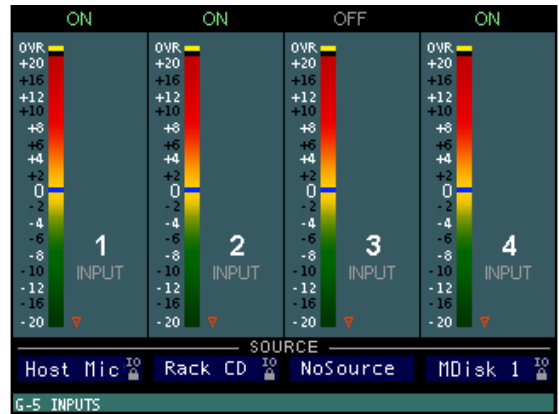 ON ON OFF ON
OVR OVR OVR OVR
+20 +20 +20 +20
+16 +16 +16 +16
+12 +12 +12 +12
+10 +10 +10 +10
+8 +8 +8 +8
+6 +6 +6 +6
+4 +4 +4 +4
+2 +2 +2 +2
0 0 0 0
-2 -2 -2 -2
-4 -4 -4 -4
-6 -6 -6 -6
1 2 3 4
-8 -8 -8 -8
-10 INPUT -10 INPUT -10 INPUT -10 INPUT
-12 -12 -12 -12
-16 -16 -16 -16
-20 -20 -20 -20
SOURCE
Host Mic IO Rack CD IO NoSource MDisk 1 IO
G-5 INPUTS